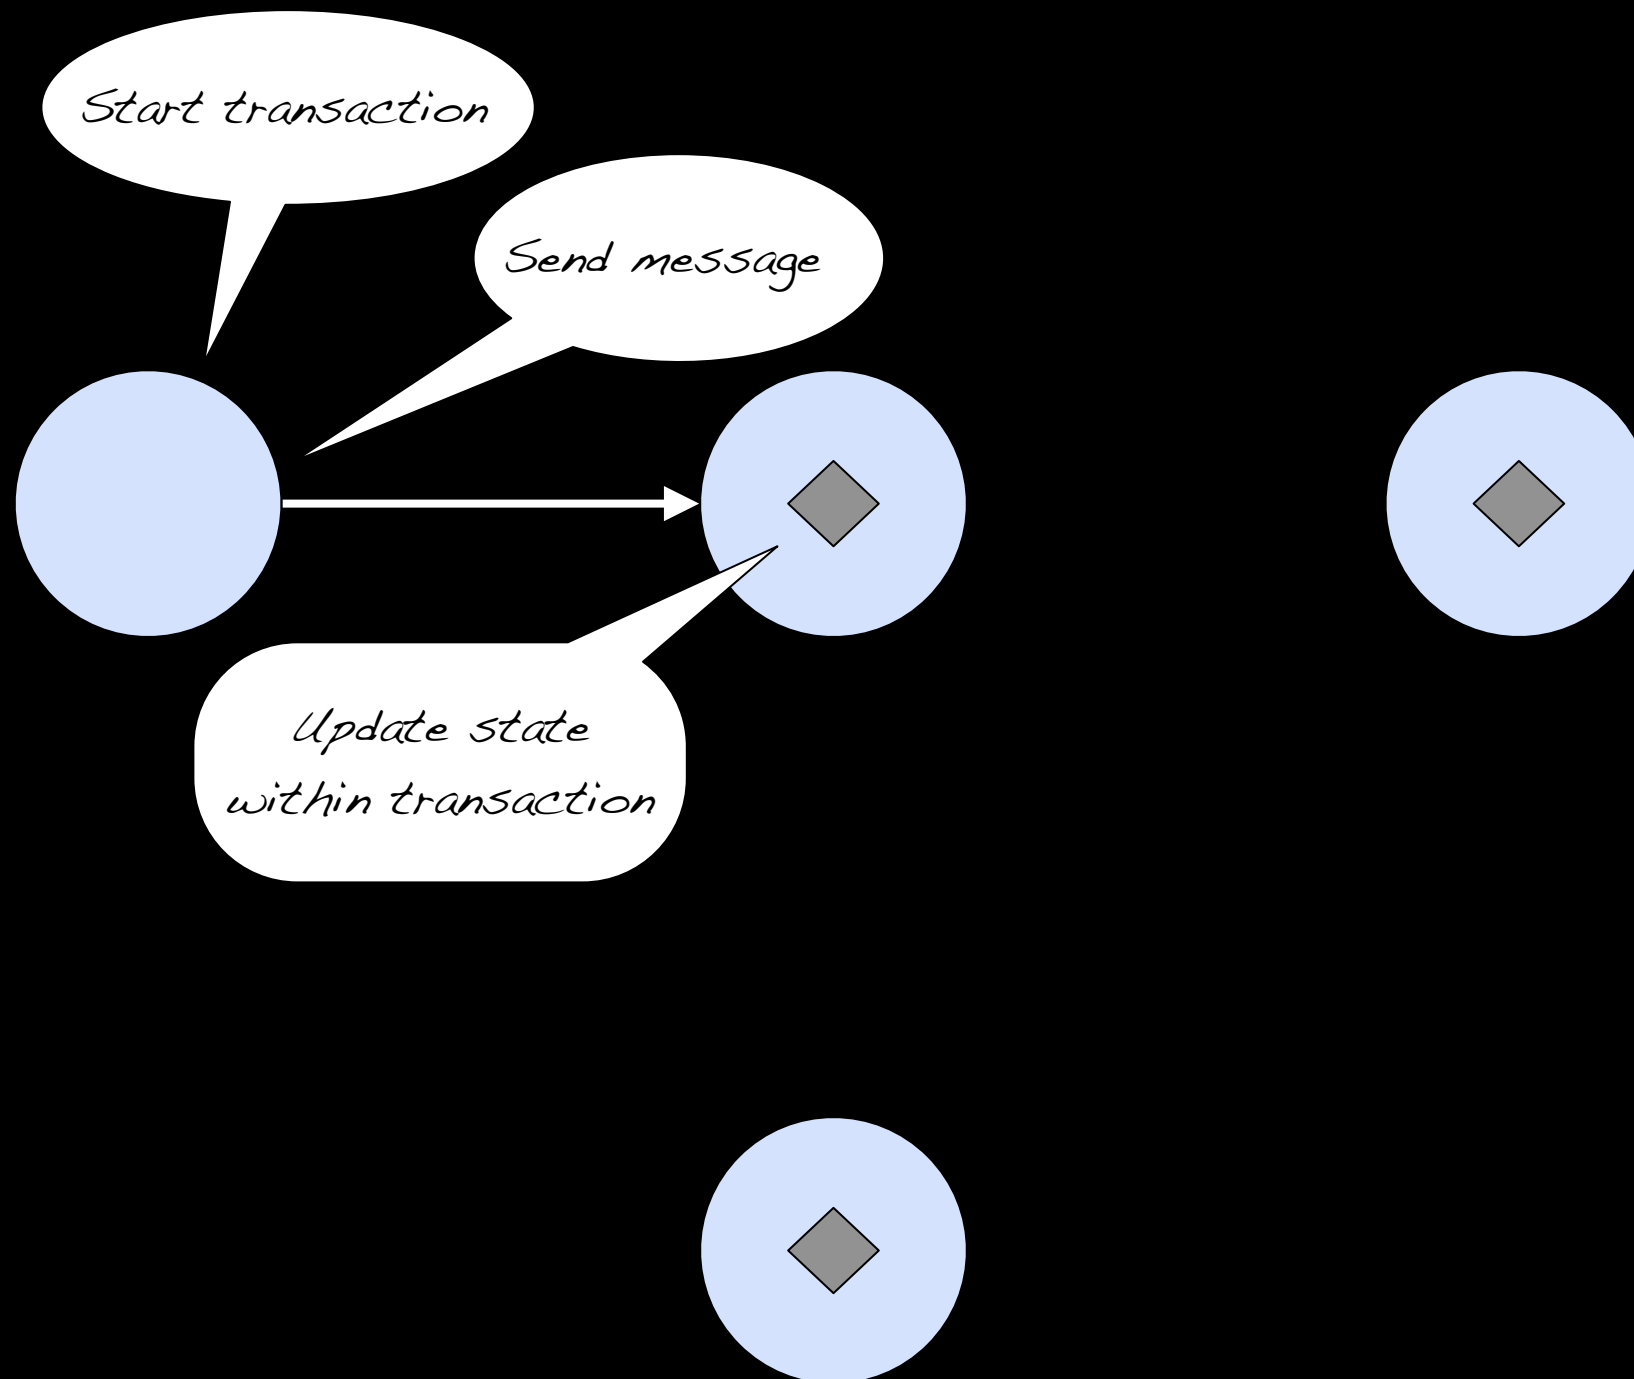 Start transaction
Send message
Update state
within transaction